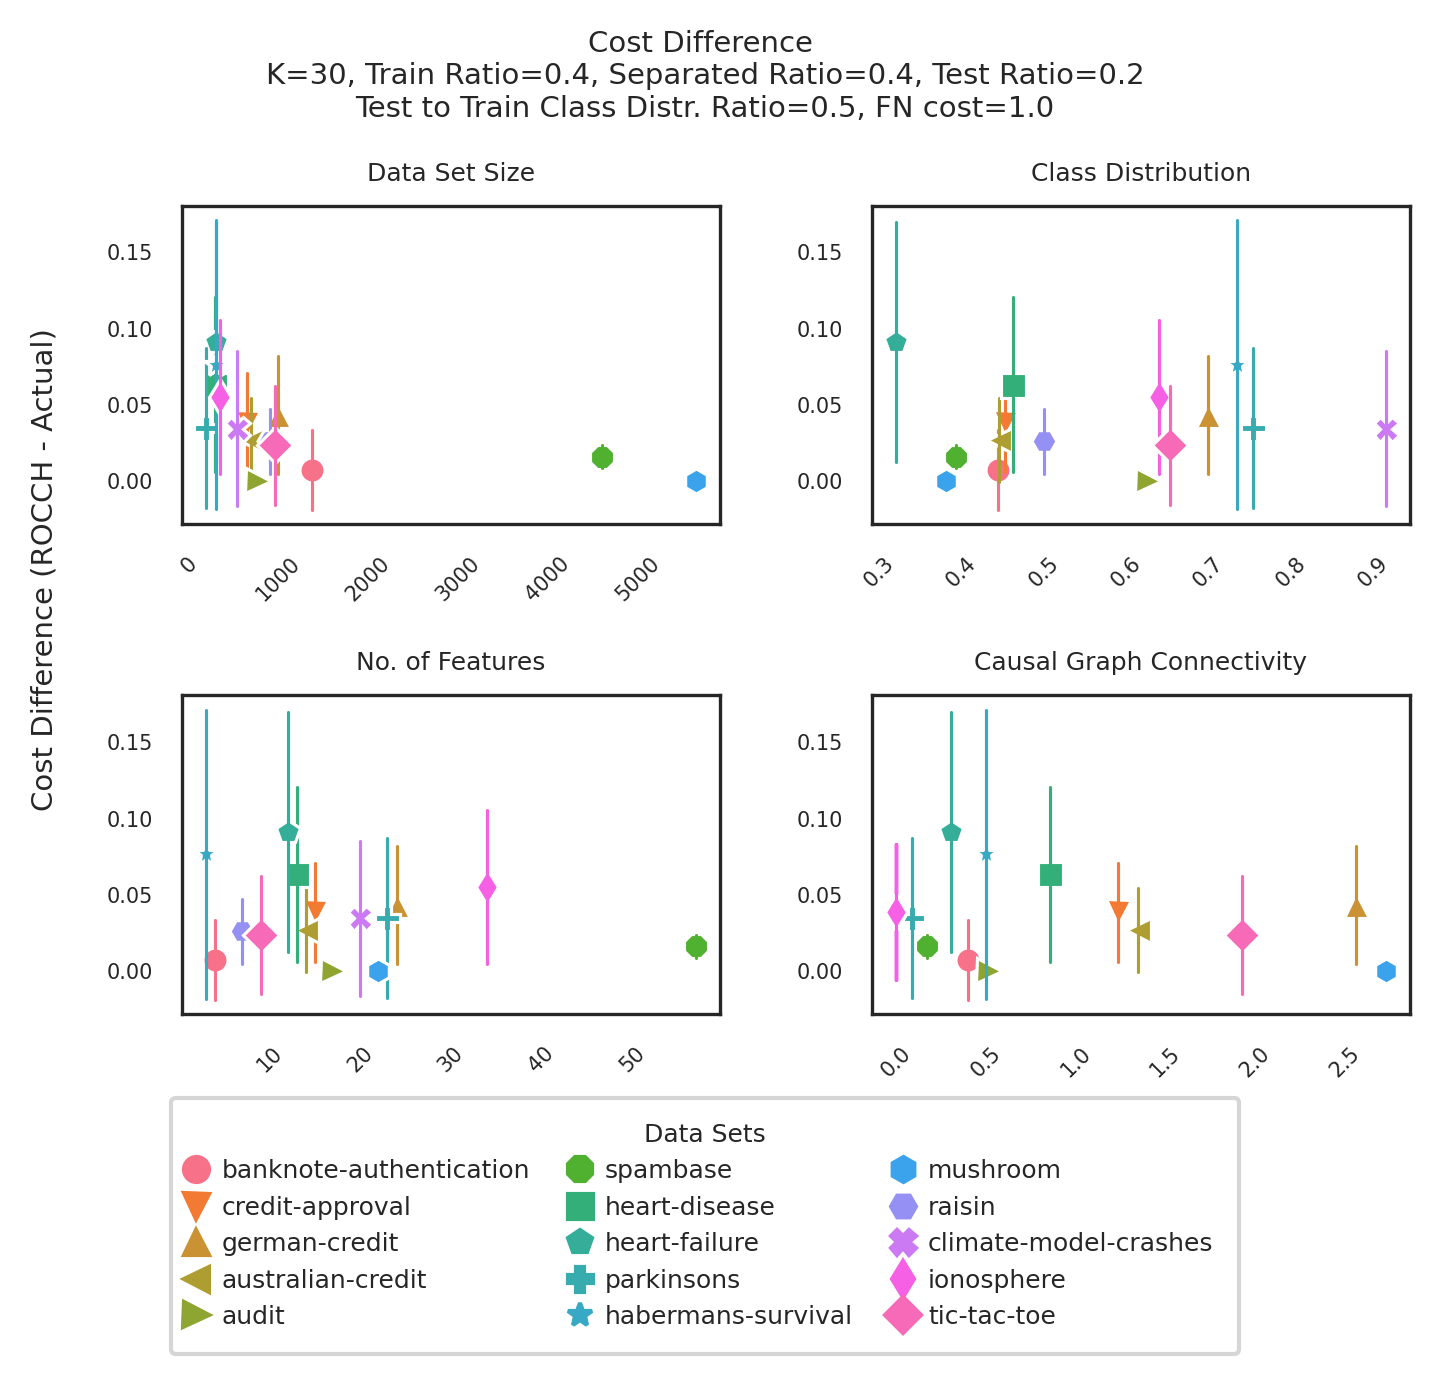 Cost Difference
K=30, Train Ratio=0.4, Separated Ratio=0.4, Test Ratio=0.2
Test to Train Class Distr. Ratio=0.5, FN cost=1.0
Cost Difference (ROCCH - Actual)
Data Set Size
0.15
0.10
0.05
0.00
0 1000 2000 3000 4000 5000
Class Distribution
0.15
0.10
0.05
0.00
0.3 0.4 0.5 0.6 0.7 0.8 0.9
No. of Features
0.15
0.10
0.05
0.00
10 20 30 40 50
Causal Graph Connectivity
0.15
0.10
0.05
0.00
0.0 0.5 1.0 1.5 2.0 2.5
Data Sets
banknote-authentication
credit-approval
german-credit
australian-credit
audit
spambase
heart-disease
heart-failure
parkinsons
habermans-survival
mushroom
raisin
climate-model-crashes
ionosphere
tic-tac-toe